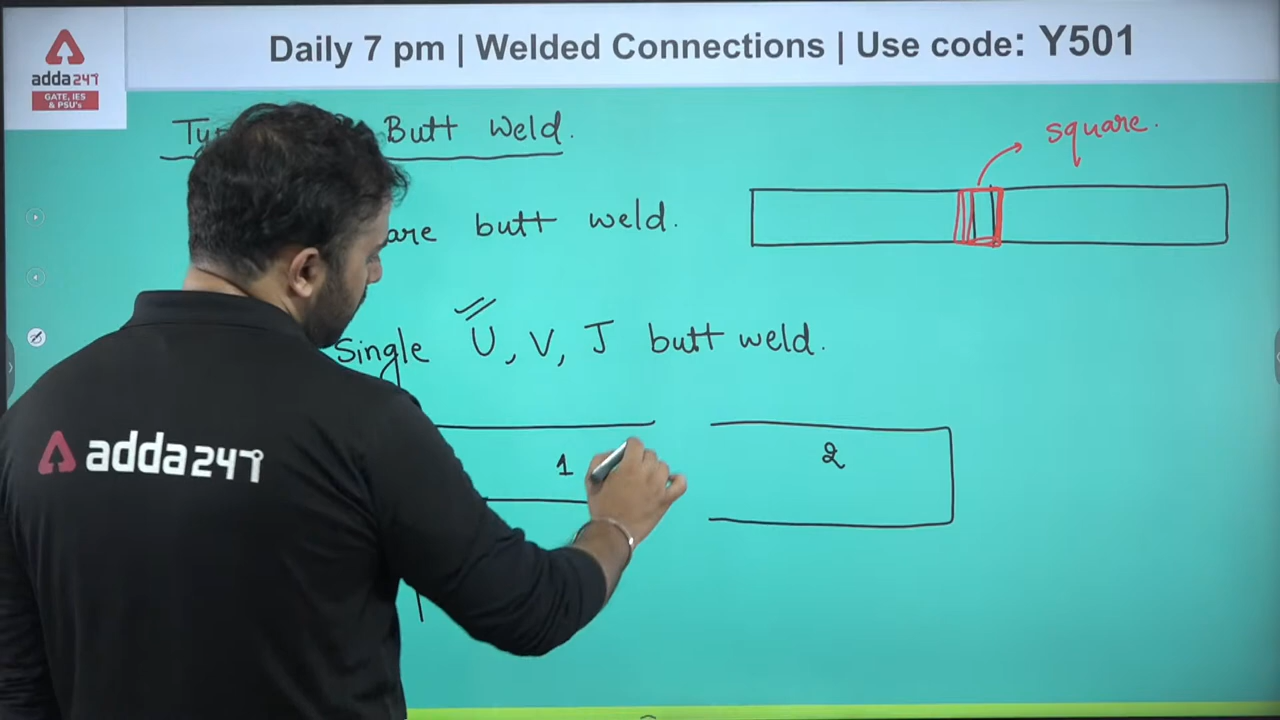 Daily 7 pm | Welded Connections | Use code: Y501
adda247
GATE, IES
& PSU's
Butt Weld.
square.
butt weld.
Single U, V, J butt weld.
1
2
adda247